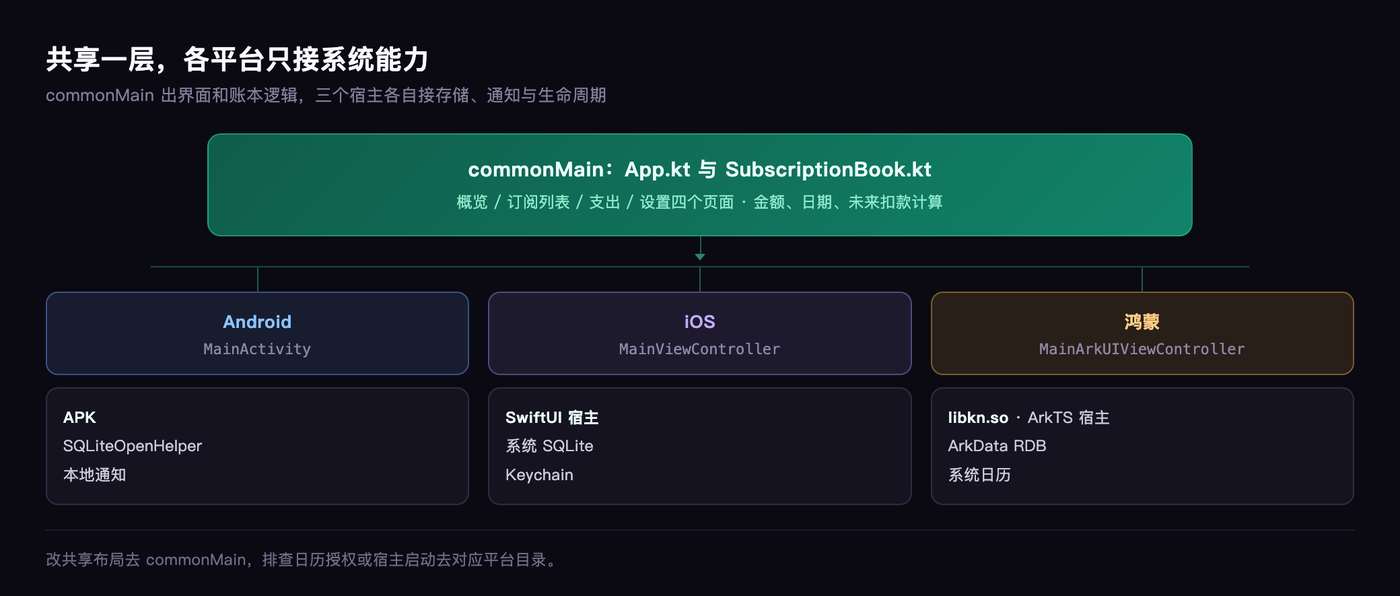 共享一层，各平台只接系统能力
commonMain 出界面和账本逻辑，三个宿主各自接存储、通知与生命周期
commonMain：App.kt 与 SubscriptionBook.kt
概览 / 订阅列表 / 支出 / 设置四个页面 · 金额、日期、未来扣款计算
Android
MainActivity
iOS
MainViewController
鸿蒙
MainArkUIViewController
APK
SQLiteOpenHelper
本地通知
SwiftUI 宿主
系统 SQLite
Keychain
libkn.so · ArkTS 宿主
ArkData RDB
系统日历
改共享布局去 commonMain，排查日历授权或宿主启动去对应平台目录。